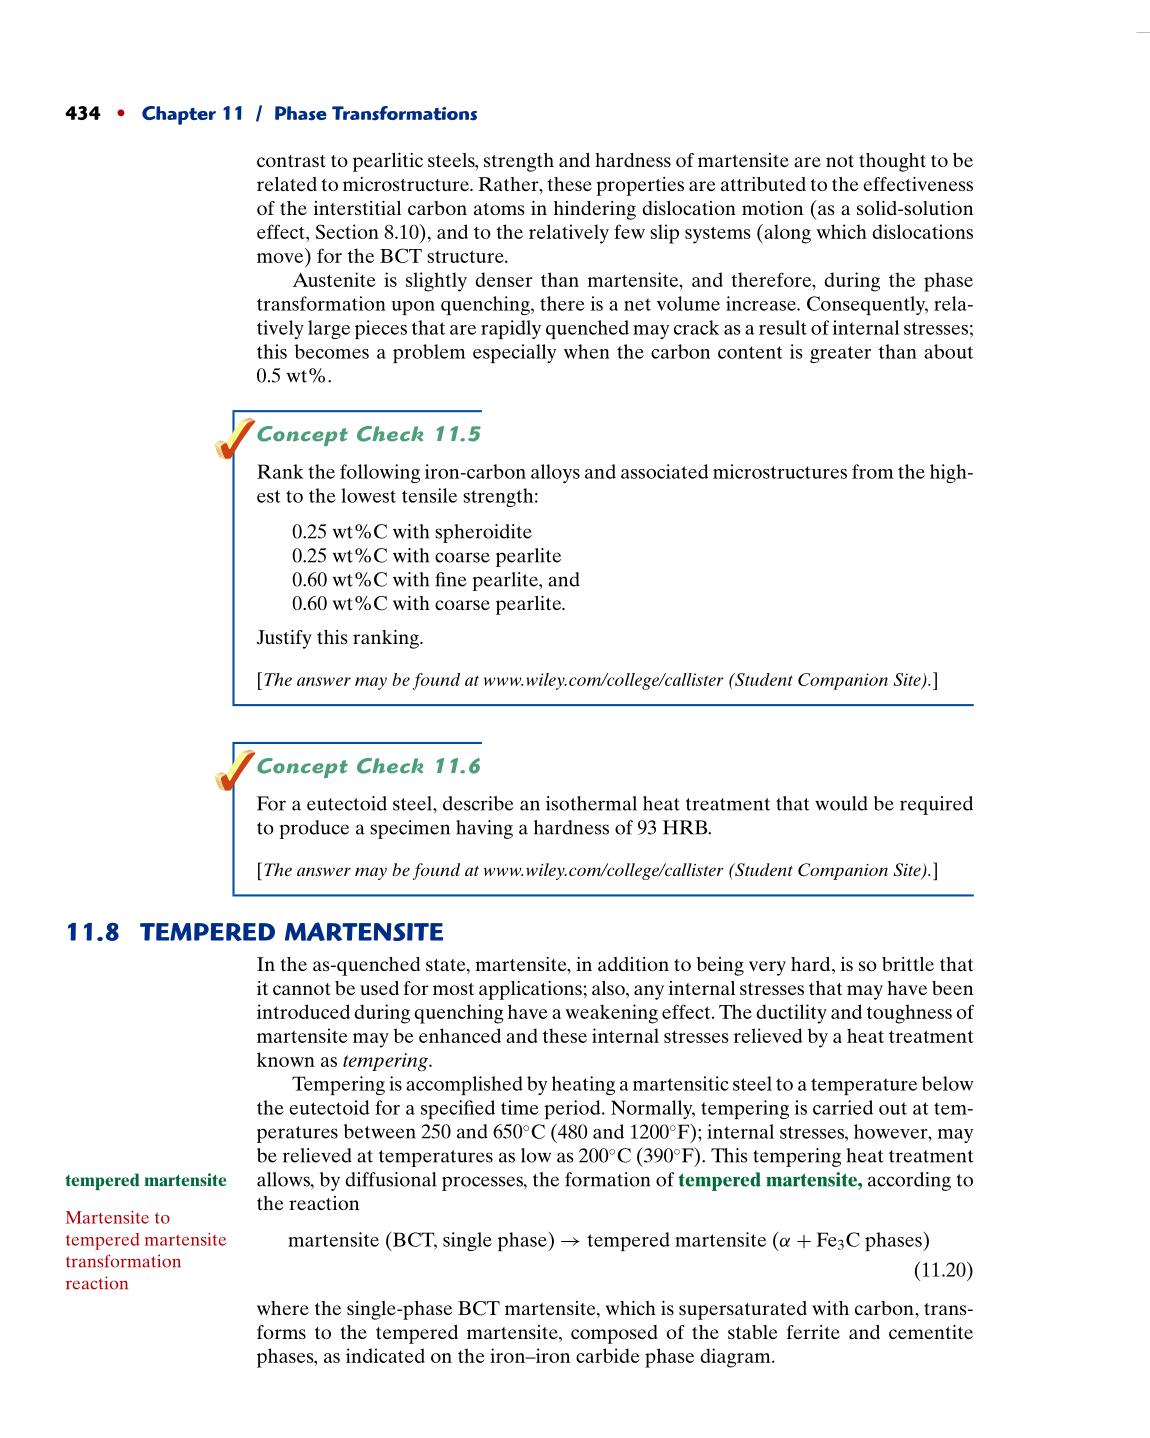 434 • Chapter 11 / Phase Transformations
contrast to pearlitic steels, strength and hardness of martensite are not thought to be
related to microstructure. Rather, these properties are attributed to the effectiveness
of the interstitial carbon atoms in hindering dislocation motion (as a solid-solution
effect, Section 8.10), and to the relatively few slip systems (along which dislocations
move) for the BCT structure.
Austenite is slightly denser than martensite, and therefore, during the phase
transformation upon quenching, there is a net volume increase. Consequently, rela-
tively large pieces that are rapidly quenched may crack as a result of internal stresses;
this becomes a problem especially when the carbon content is greater than about
0.5 wt%.
Concept Check 11.5
Rank the following iron-carbon alloys and associated microstructures from the high-
est to the lowest tensile strength:
0.25 wt%C with spheroidite
0.25 wt%C with coarse pearlite
0.60 wt%C with fine pearlite, and
0.60 wt%C with coarse pearlite.
Justify this ranking.
[The answer may be found at www.wiley.com/college/callister (Student Companion Site).]
Concept Check 11.6
For a eutectoid steel, describe an isothermal heat treatment that would be required
to produce a specimen having a hardness of 93 HRB.
[The answer may be found at www.wiley.com/college/callister (Student Companion Site).]
11.8 TEMPERED MARTENSITE
In the as-quenched state, martensite, in addition to being very hard, is so brittle that
it cannot be used for most applications; also, any internal stresses that may have been
introduced during quenching have a weakening effect. The ductility and toughness of
martensite may be enhanced and these internal stresses relieved by a heat treatment
known as tempering.
Tempering is accomplished by heating a martensitic steel to a temperature below
the eutectoid for a specified time period. Normally, tempering is carried out at tem-
peratures between 250 and 650°C (480 and 1200°F); internal stresses, however, may
be relieved at temperatures as low as 200°C (390°F). This tempering heat treatment
allows, by diffusional processes, the formation of tempered martensite, according to
the reaction
tempered martensite
Martensite to
tempered martensite
transformation
reaction
martensite (BCT, single phase) → tempered martensite (α + Fe₃C phases)
(11.20)
where the single-phase BCT martensite, which is supersaturated with carbon, trans-
forms to the tempered martensite, composed of the stable ferrite and cementite
phases, as indicated on the iron–iron carbide phase diagram.